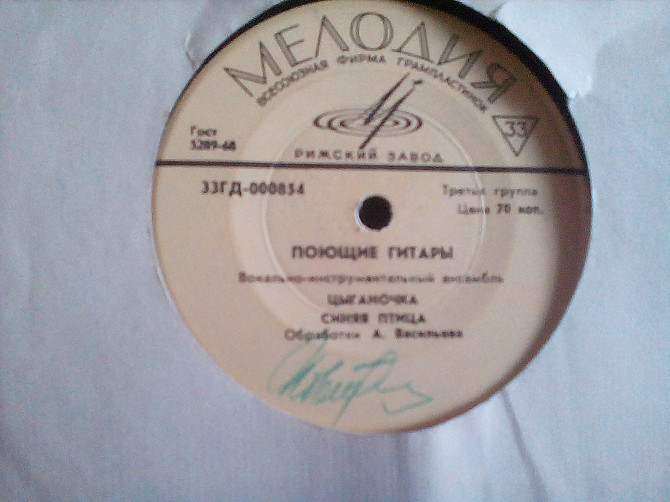 МЕЛОДИЯ
ВСЕСОЮЗНАЯ ФИРМА ГРАМПЛАСТИНОК
33
Гост
5289-68
РИЖСКИЙ ЗАВОД
33ГД-000854
Третья группа
Цена 70 коп.
ПОЮЩИЕ ГИТАРЫ
Вокально-инструментальный ансамбль
ЦЫГАНОЧКА
СИНЯЯ ПТИЦА
Обработки А. Васильева